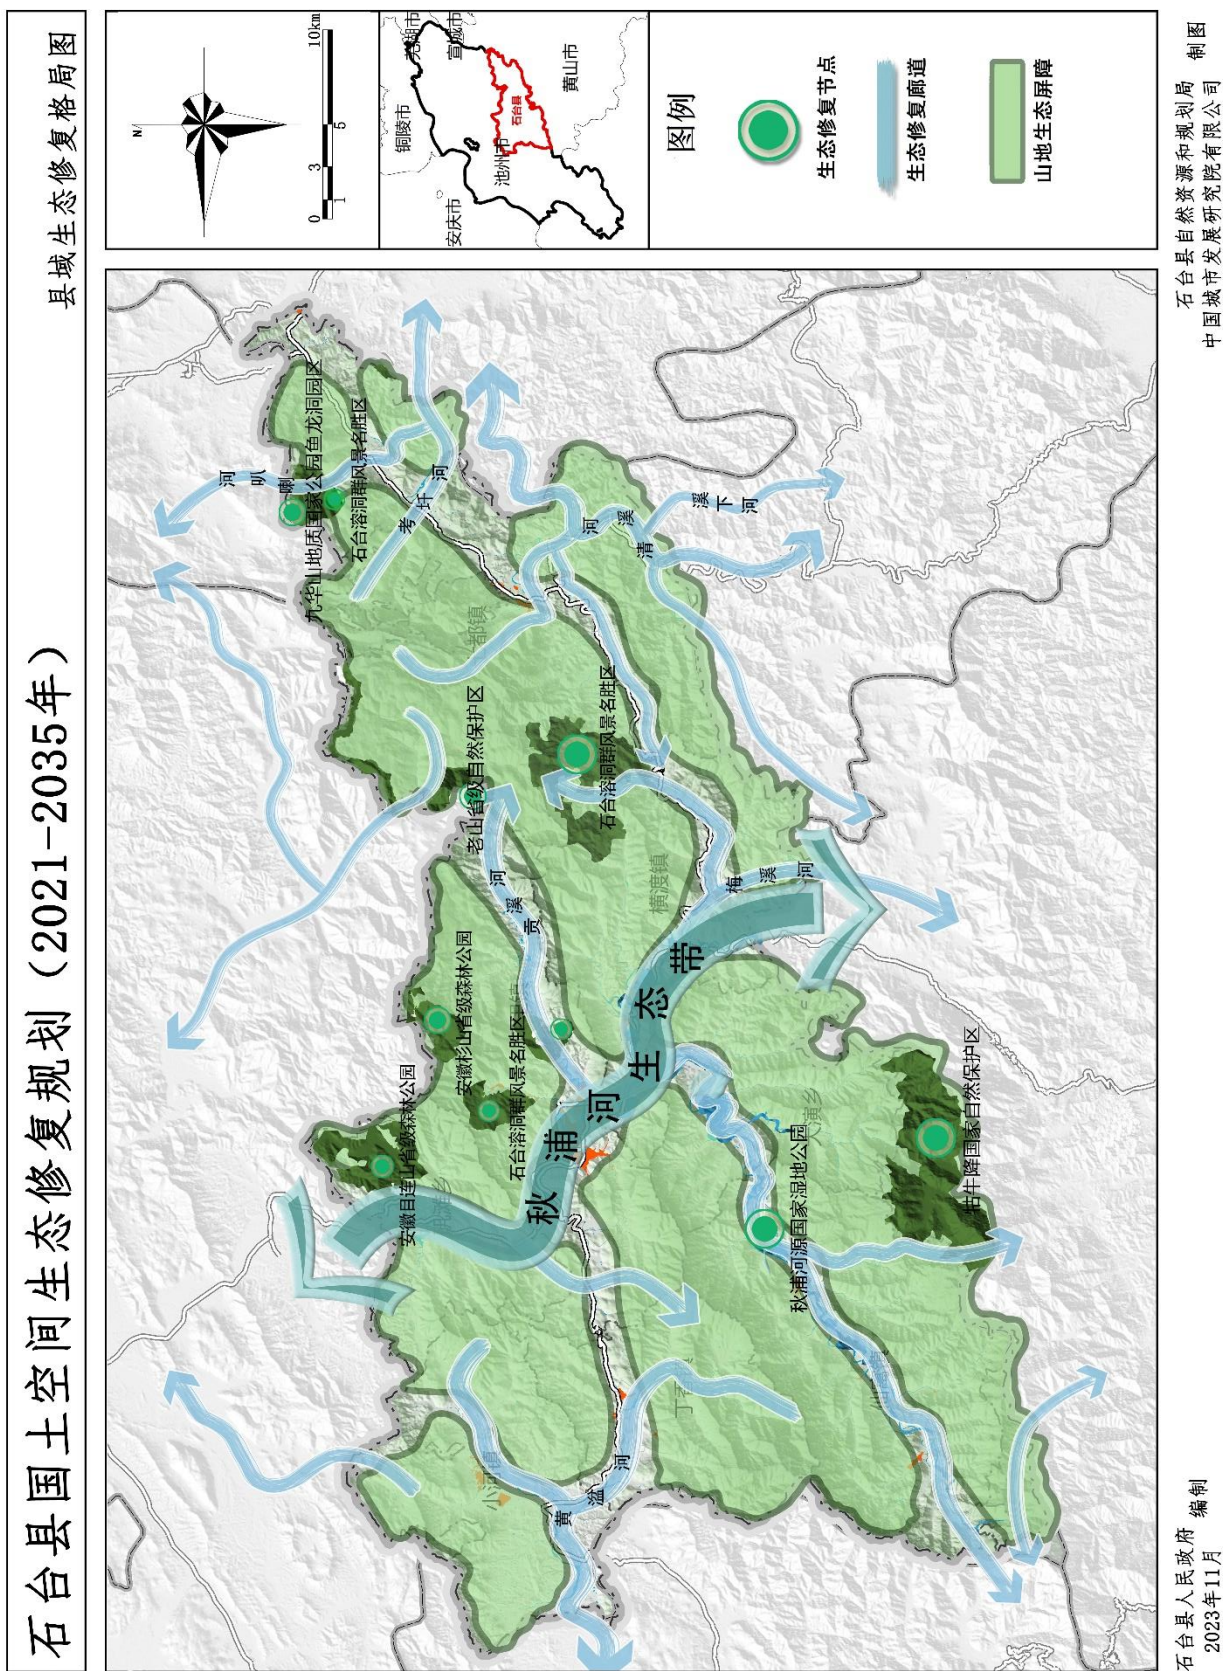 石台县国土空间生态修复规划（2021-2035年）
县域生态修复格局图
N
0 1 3 5 10km
芜湖市
宣城市
铜陵市
黄山市
石台县
池州市
安庆市
图例
生态修复节点
生态修复廊道
山地生态屏障
九华山地质国家公园鱼龙洞园区
石台溶洞群风景名胜区
喇叭河
考圩河
清溪河
溪下河
老山省级自然保护区
石台溶洞群风景名胜区
贡溪河
横渡镇
梅溪河
安徽杉山省级森林公园
安徽目连山省级森林公园
石台溶洞群风景名胜区
秋浦河生态带
秋浦河源国家湿地公园
牯牛降国家自然保护区
小河镇
黄湓河
石台县人民政府 编制
2023年11月
石台县自然资源和规划局 制图
中国城市发展研究院有限公司